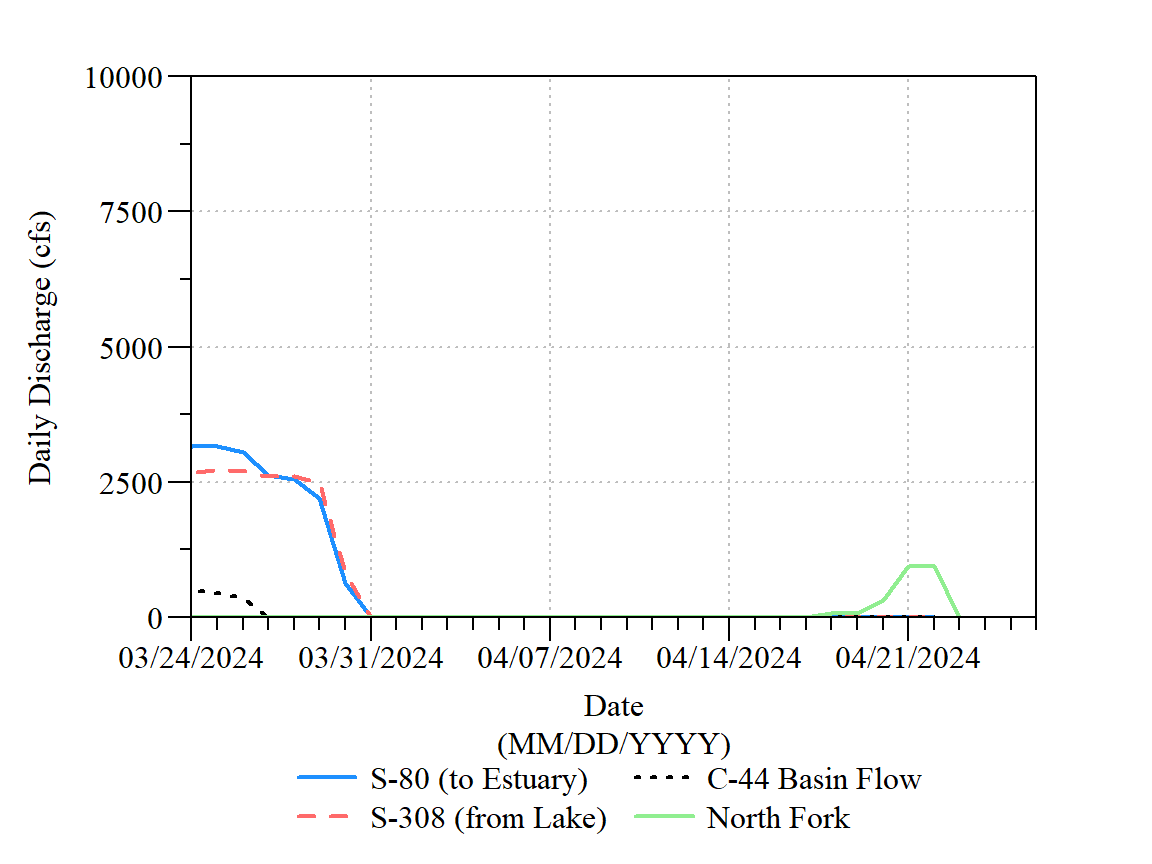 10000
7500
5000
2500
0
Daily Discharge (cfs)
03/24/2024 03/31/2024 04/07/2024 04/14/2024 04/21/2024
Date
(MM/DD/YYYY)
S-80 (to Estuary) C-44 Basin Flow
S-308 (from Lake) North Fork